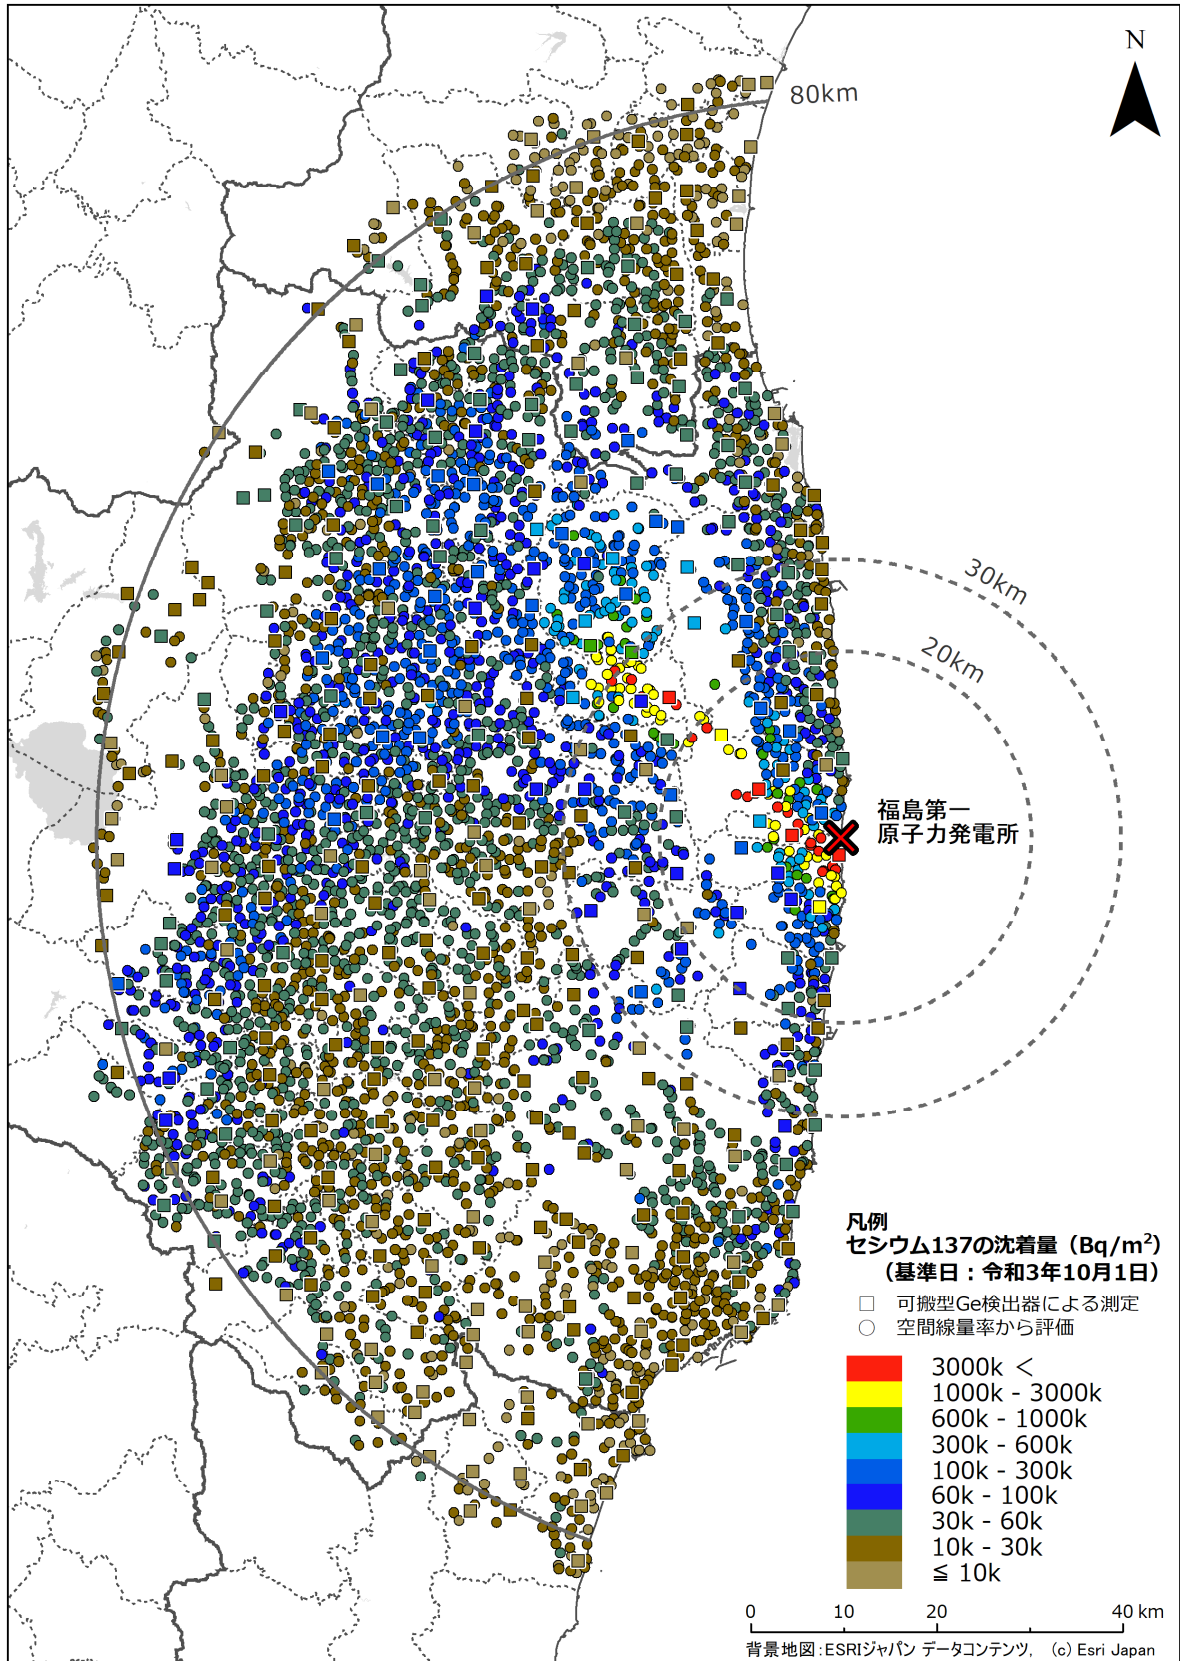 N
80km
30km
20km
福島第一
原子力発電所
凡例
セシウム137の沈着量（Bq/m²）
（基準日：令和3年10月1日）
可搬型Ge検出器による測定
空間線量率から評価
3000k ＜
1000k - 3000k
600k - 1000k
300k - 600k
100k - 300k
60k - 100k
30k - 60k
10k - 30k
≦ 10k
0 10 20 40 km
背景地図：ESRIジャパン データコンテンツ, (c) Esri Japan